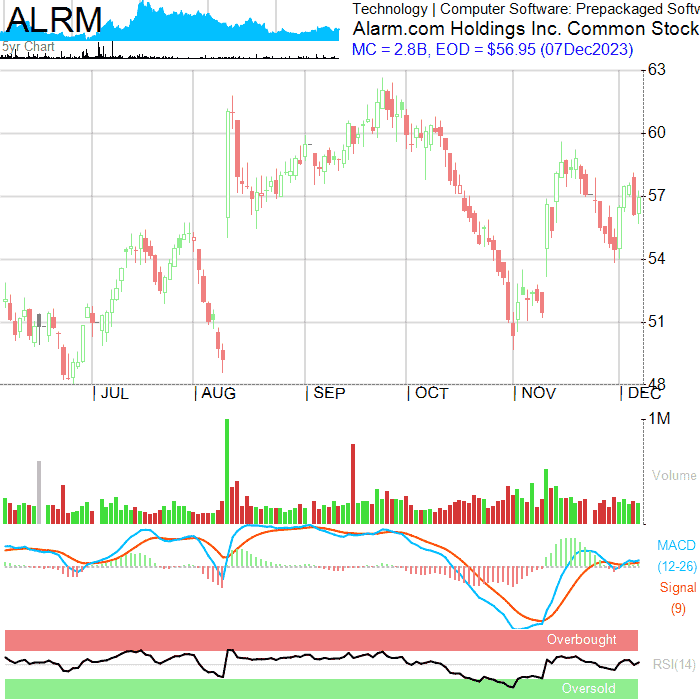 ALRM
5yr Chart
Technology | Computer Software: Prepackaged Softw
Alarm.com Holdings Inc. Common Stock
MC = 2.8B, EOD = $56.95 (07Dec2023)
63
60
57
54
51
48
| JUL | AUG | SEP | OCT | NOV | DEC
1M
Volume
MACD
(12-26)
Signal
(9)
Overbought
RSI(14)
Oversold